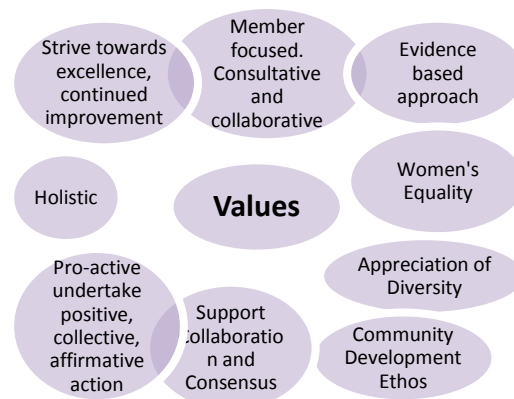 Strive towards
excellence,
continued
improvement
Member
focused.
Consultative
and
collaborative
Evidence
based
approach
Holistic
Values
Women's
Equality
Appreciation of
Diversity
Pro-active
undertake
positive,
collective,
affirmative
action
Support
Collaboratio
n and
Consensus
Community
Development
Ethos